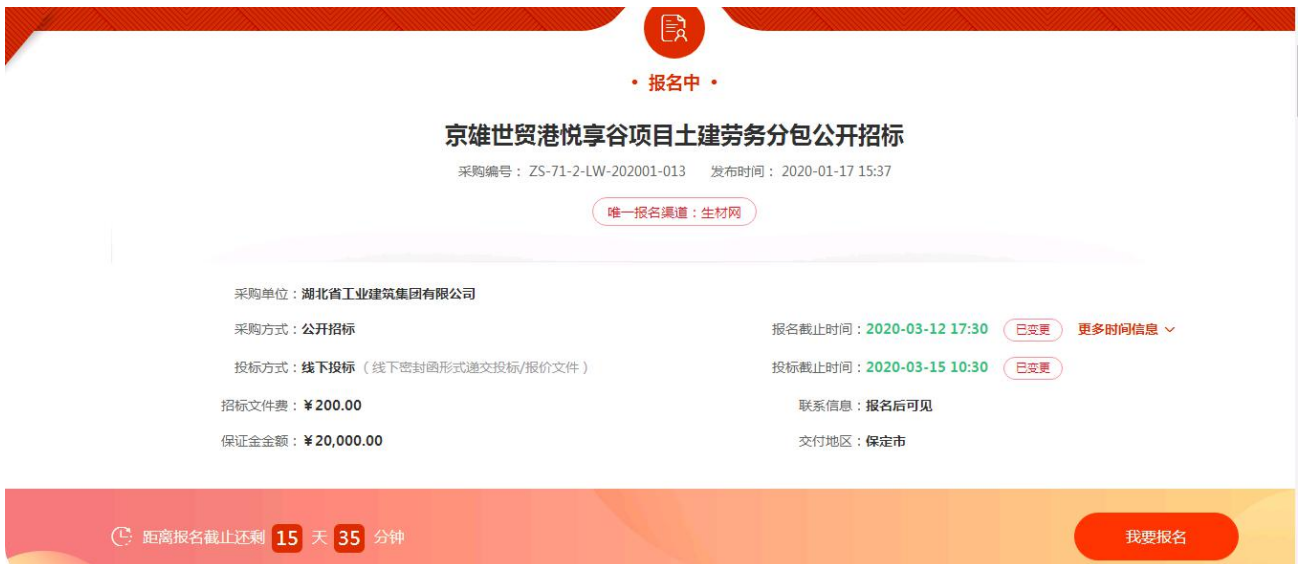 • 报名中 •
京雄世贸港悦享谷项目土建劳务分包公开招标
采购编号： ZS-71-2-LW-202001-013 发布时间： 2020-01-17 15:37
唯一报名渠道：生材网
采购单位：湖北省工业建筑集团有限公司
采购方式：公开招标 报名截止时间：2020-03-12 17:30 已变更 更多时间信息
投标方式：线下投标（线下密封函形式递交投标/报价文件） 投标截止时间：2020-03-15 10:30 已变更
招标文件费：¥200.00 联系信息：报名后可见
保证金金额：¥20,000.00 交付地区：保定市
距离报名截止还剩 15 天 35 分钟 我要报名